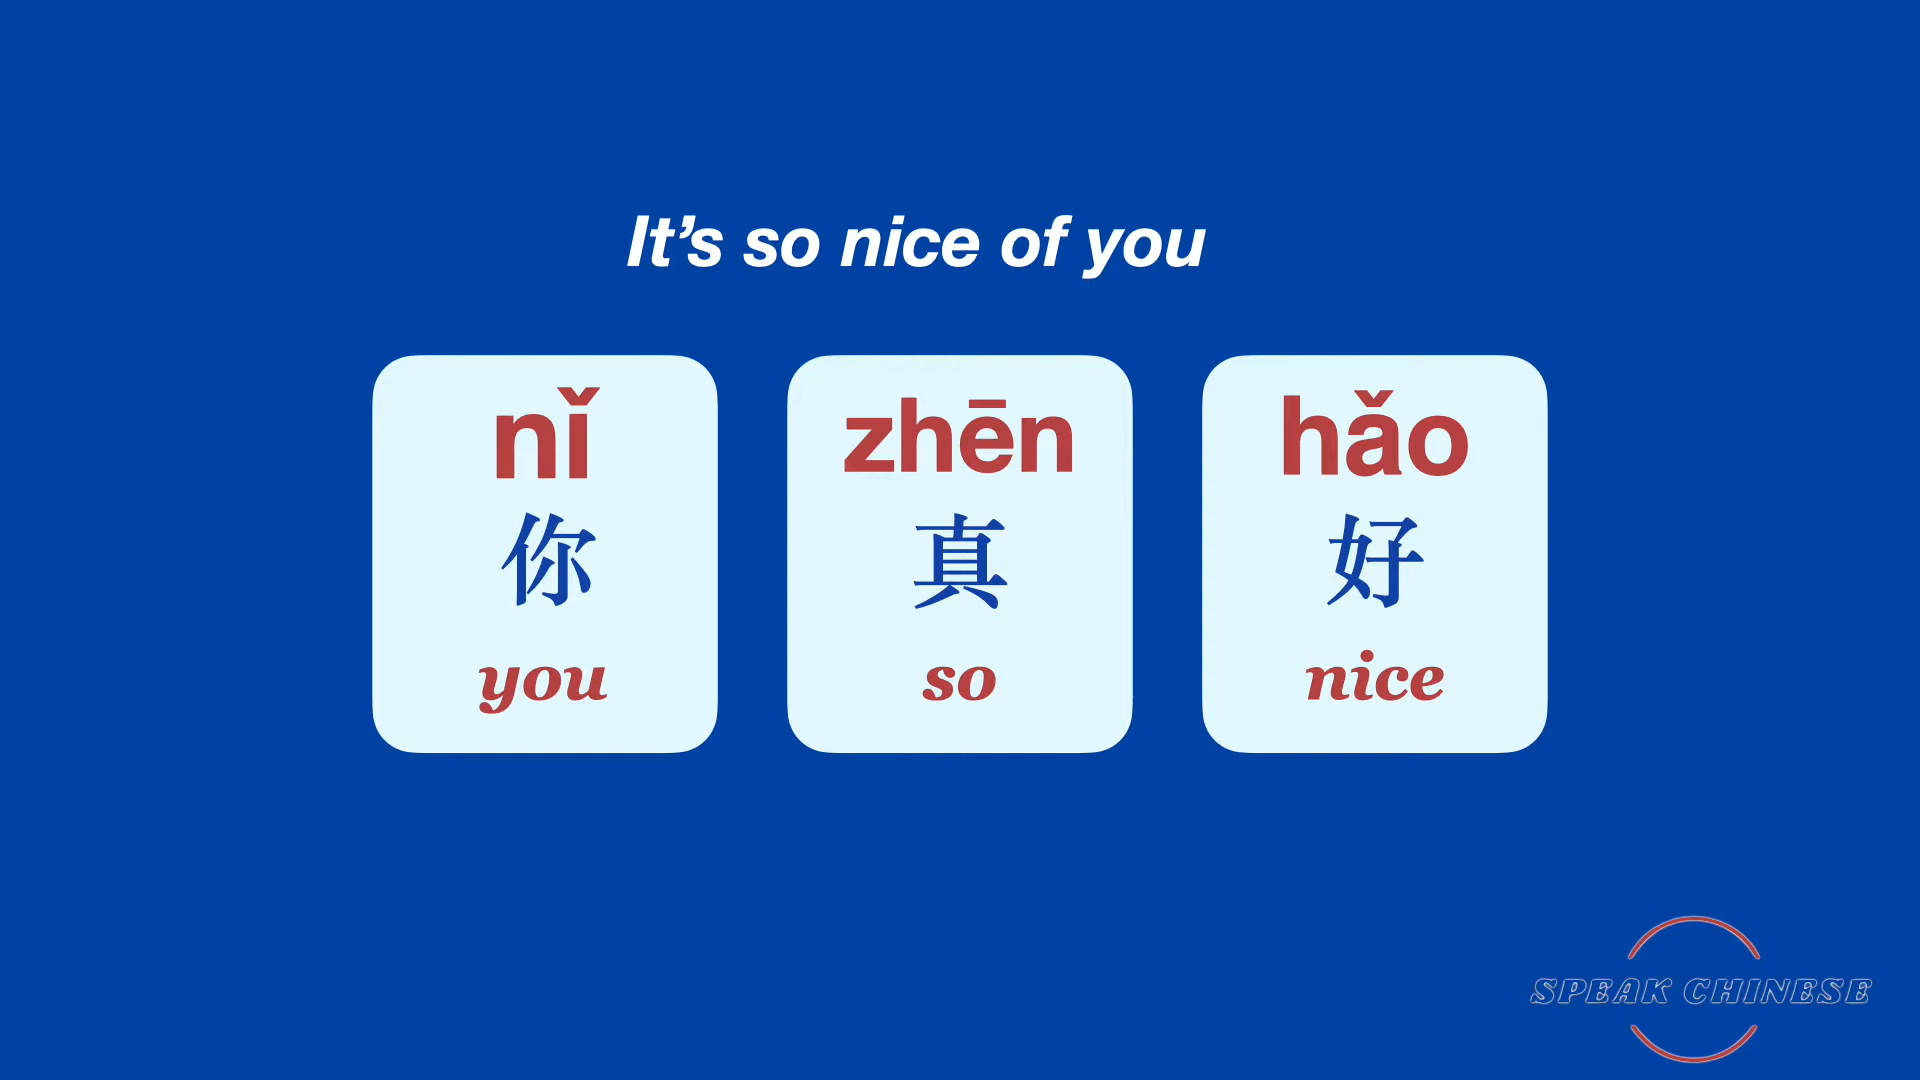 It’s so nice of you
nǐ
你
you
zhēn
真
so
hǎo
好
nice
SPEAK CHINESE